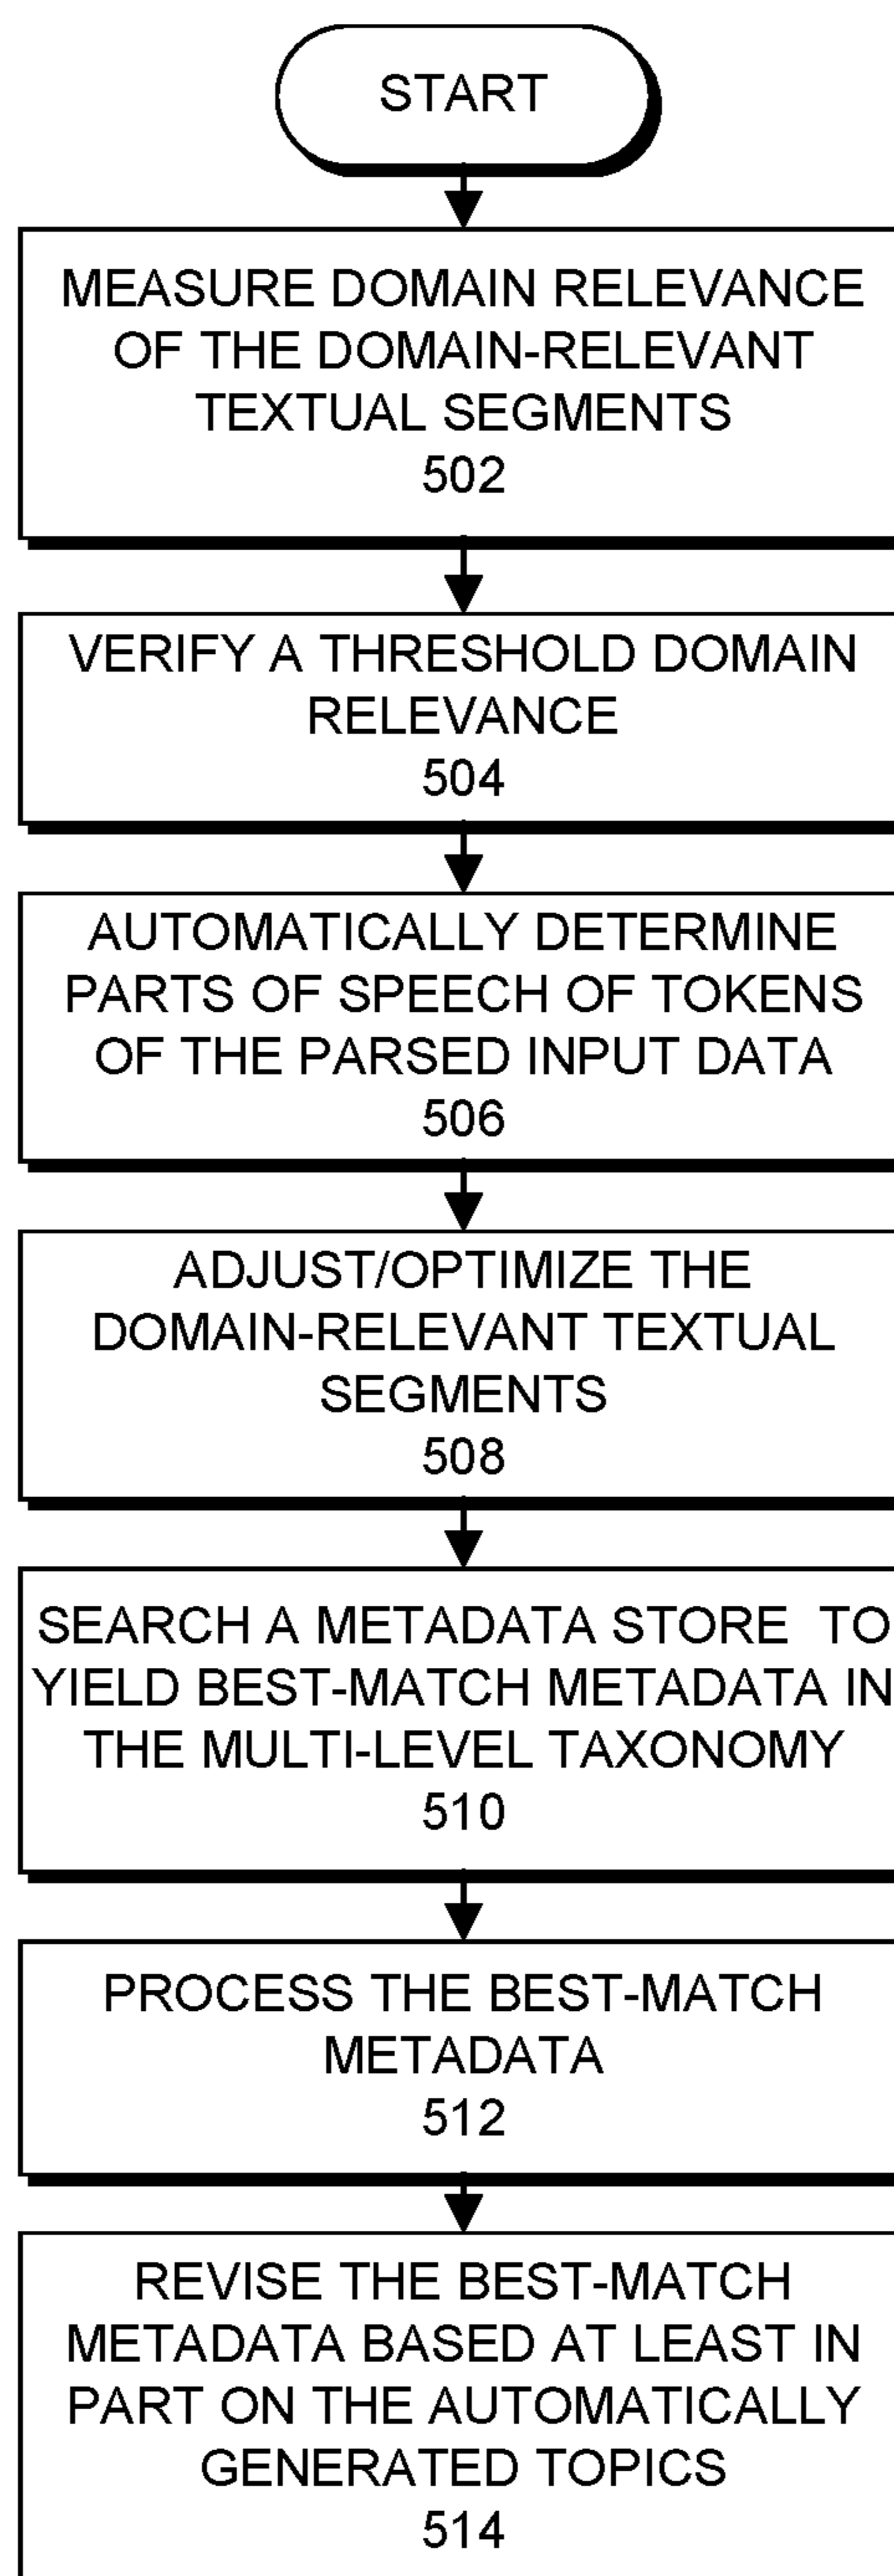 START
MEASURE DOMAIN RELEVANCE
OF THE DOMAIN-RELEVANT
TEXTUAL SEGMENTS
502
VERIFY A THRESHOLD DOMAIN
RELEVANCE
504
AUTOMATICALLY DETERMINE
PARTS OF SPEECH OF TOKENS
OF THE PARSED INPUT DATA
506
ADJUST/OPTIMIZE THE
DOMAIN-RELEVANT TEXTUAL
SEGMENTS
508
SEARCH A METADATA STORE TO
YIELD BEST-MATCH METADATA IN
THE MULTI-LEVEL TAXONOMY
510
PROCESS THE BEST-MATCH
METADATA
512
REVISE THE BEST-MATCH
METADATA BASED AT LEAST IN
PART ON THE AUTOMATICALLY
GENERATED TOPICS
514